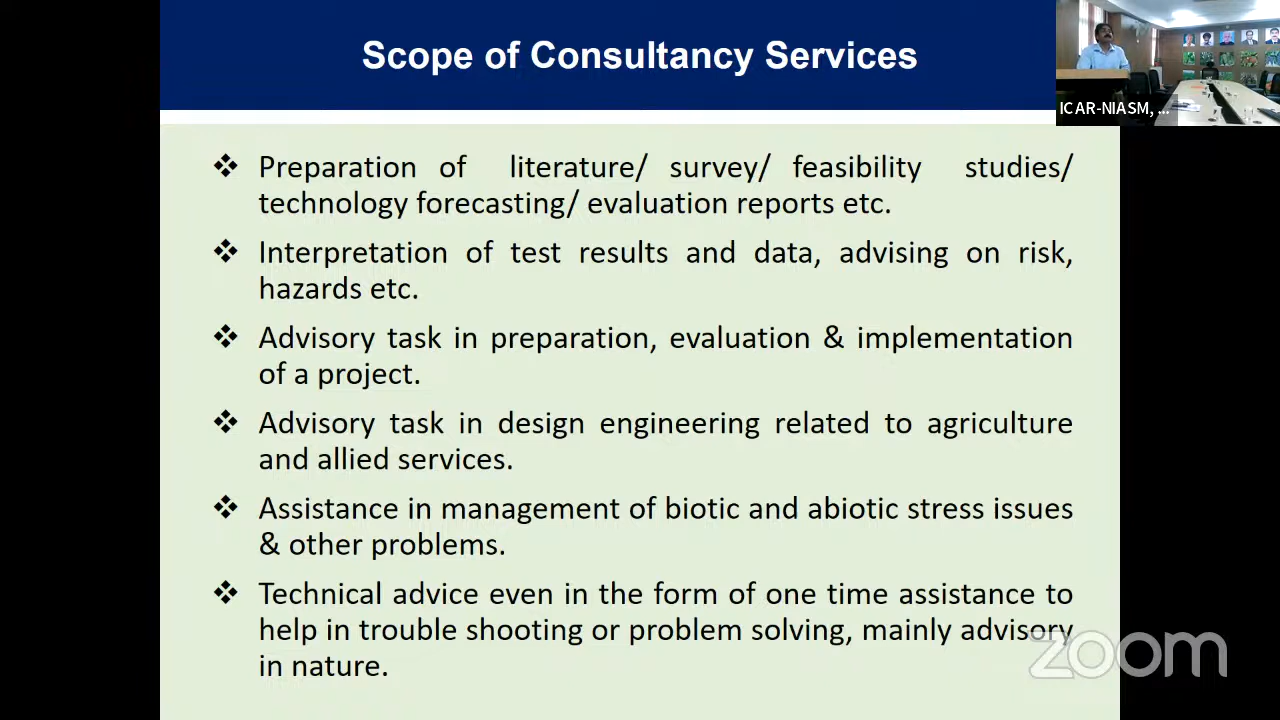 Scope of Consultancy Services
ICAR-NIASM, ...
❖ Preparation of literature/ survey/ feasibility studies/
technology forecasting/ evaluation reports etc.
❖ Interpretation of test results and data, advising on risk,
hazards etc.
❖ Advisory task in preparation, evaluation & implementation
of a project.
❖ Advisory task in design engineering related to agriculture
and allied services.
❖ Assistance in management of biotic and abiotic stress issues
& other problems.
❖ Technical advice even in the form of one time assistance to
help in trouble shooting or problem solving, mainly advisory
in nature.
zoom